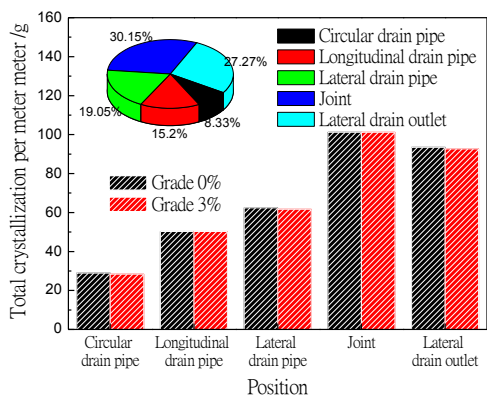 Total crystallization per meter meter /g
160
140
120
100
80
60
40
20
0
30.15%
27.27%
19.05%
15.2%
8.33%
Circular drain pipe
Longitudinal drain pipe
Lateral drain pipe
Joint
Lateral drain outlet
Grade 0%
Grade 3%
Circular
drain pipe
Longitudinal
drain pipe
Lateral
drain pipe
Joint
Lateral
drain outlet
Position